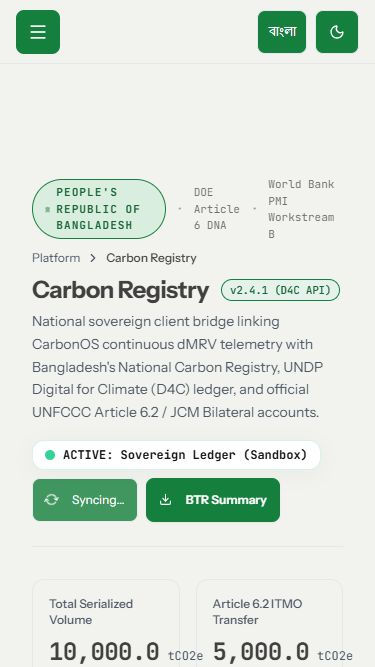 বাংলা
PEOPLE'S
REPUBLIC OF
BANGLADESH
·
DOE
Article
6 DNA
·
World Bank
PMI
Workstream
B
Platform > Carbon Registry
Carbon Registry v2.4.1 (D4C API)
National sovereign client bridge linking
CarbonOS continuous dMRV telemetry with
Bangladesh's National Carbon Registry, UNDP
Digital for Climate (D4C) ledger, and official
UNFCCC Article 6.2 / JCM Bilateral accounts.
ACTIVE: Sovereign Ledger (Sandbox)
Syncing... BTR Summary
Total Serialized
Volume
10,000.0 tCO2e
Article 6.2 ITMO
Transfer
5,000.0 tCO2e